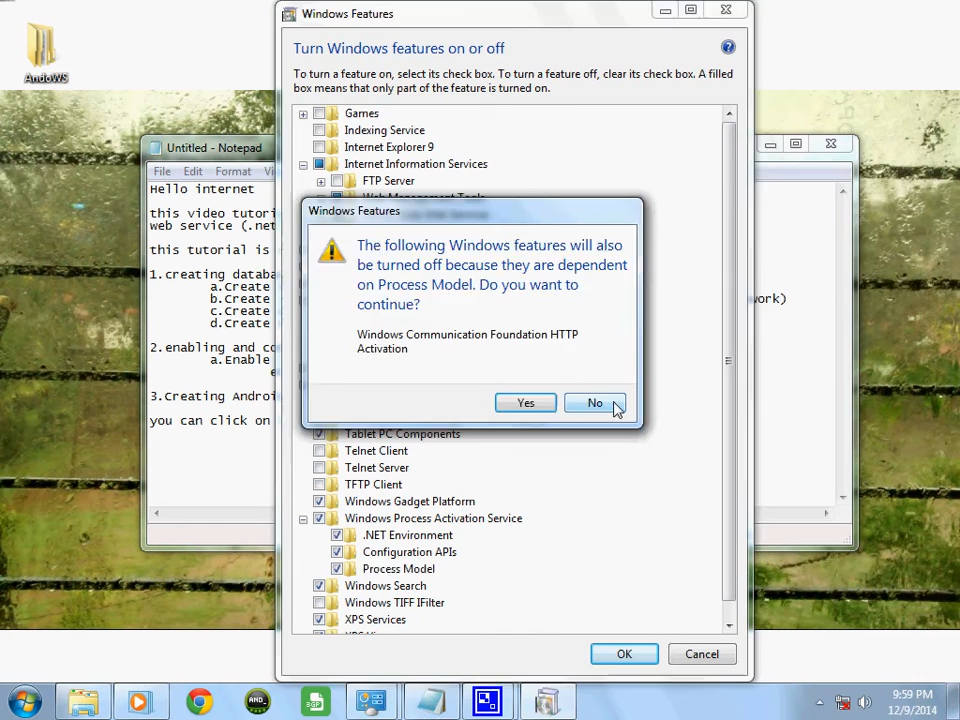 Windows Features
AndoWS
Turn Windows features on or off
To turn a feature on, select its check box. To turn a feature off, clear its check box. A filled
box means that only part of the feature is turned on.
Games
Indexing Service
Internet Explorer 9
Internet Information Services
FTP Server
Web Management Tools
Untitled - Notepad
File Edit Format Vi
Hello internet
this video tutori
web service (.net
this tutorial is
1.creating databa
a.Create
b.Create work)
c.Create
d.Create
2.enabling and co
a.Enable
e
3.Creating Androi
you can click on
Windows Features
The following Windows features will also
be turned off because they are dependent
on Process Model. Do you want to
continue?
Windows Communication Foundation HTTP
Activation
Yes No
Tablet PC Components
Telnet Client
Telnet Server
TFTP Client
Windows Gadget Platform
Windows Process Activation Service
.NET Environment
Configuration APIs
Process Model
Windows Search
Windows TIFF IFilter
XPS Services
OK Cancel
AND_
3GP
9:59 PM
12/9/2014